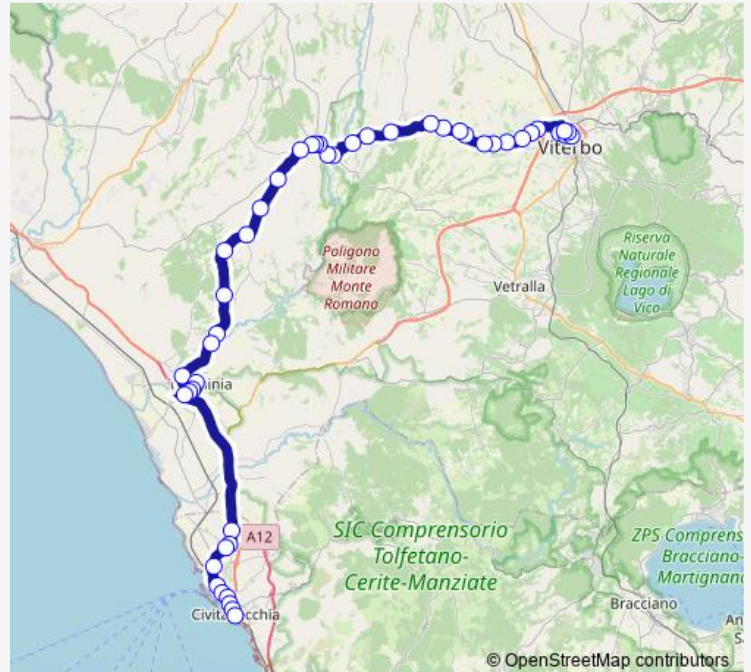 Viterbo
Poligono
Militare
Monte
Romano
Riserva
Naturale
Regionale
Lago di
Vico
Vetralla
A12
SIC Comprensorio
Tolfetano-
Cerite-Manziate
ZPS Comprens
Bracciano-
Martignano
Bracciano
© OpenStreetMap contributors